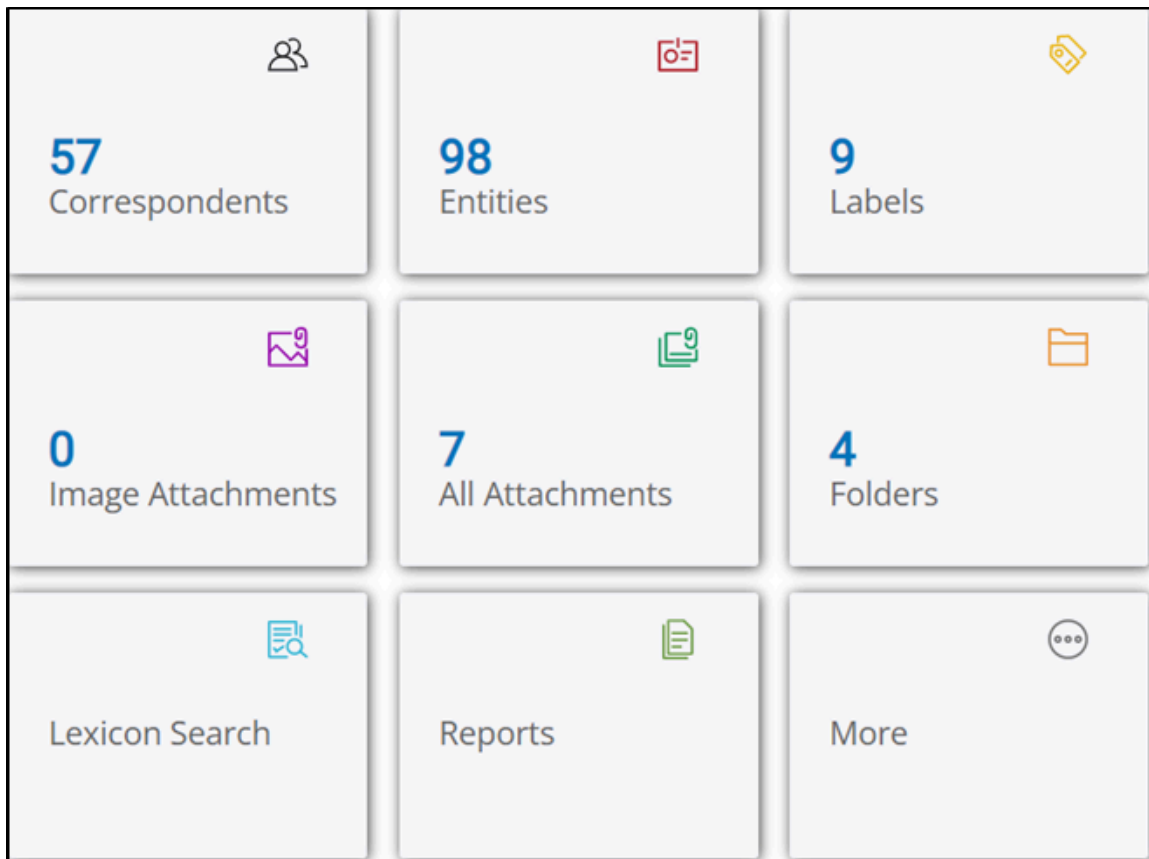 57
Correspondents
98
Entities
9
Labels
0
Image Attachments
7
All Attachments
4
Folders
Lexicon Search
Reports
More